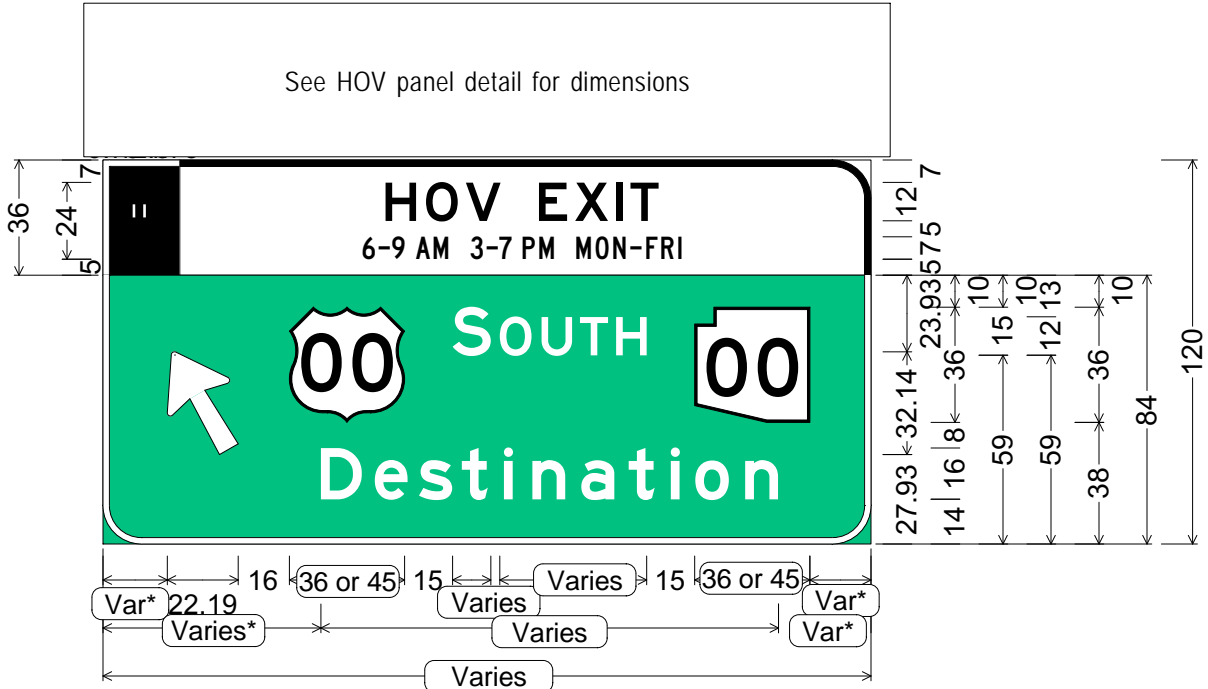 See HOV panel detail for dimensions
HOV EXIT
6-9 AM 3-7 PM MON-FRI
00
SOUTH
00
Destination
36
7
24
5
7
12
5
7
5
23.93
32.14
27.93
10
36
8
16
14
10
15
59
13
12
59
10
36
38
84
120
Var*
22.19
16
36 or 45
15
Varies
Varies
15
36 or 45
Var*
Varies*
Varies
Var*
Varies